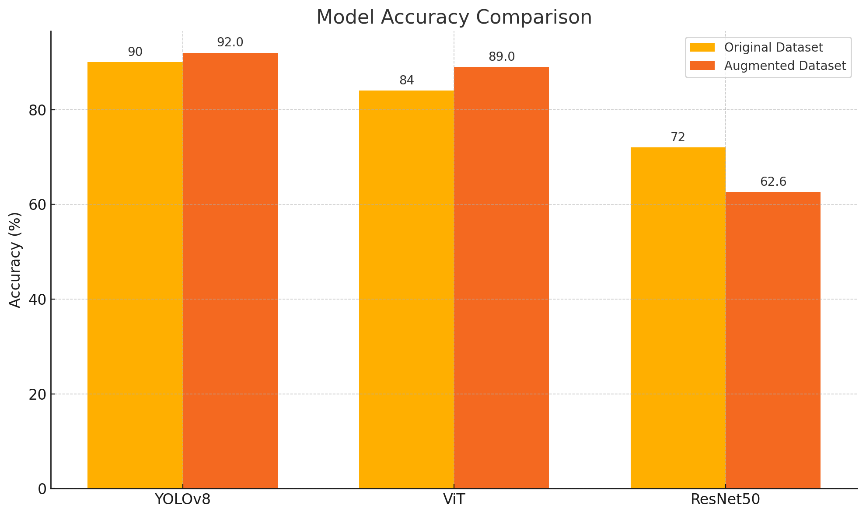 Model Accuracy Comparison
Original Dataset
Augmented Dataset
90
92.0
84
89.0
72
62.6
Accuracy (%)
80
60
40
20
0
YOLOv8
ViT
ResNet50